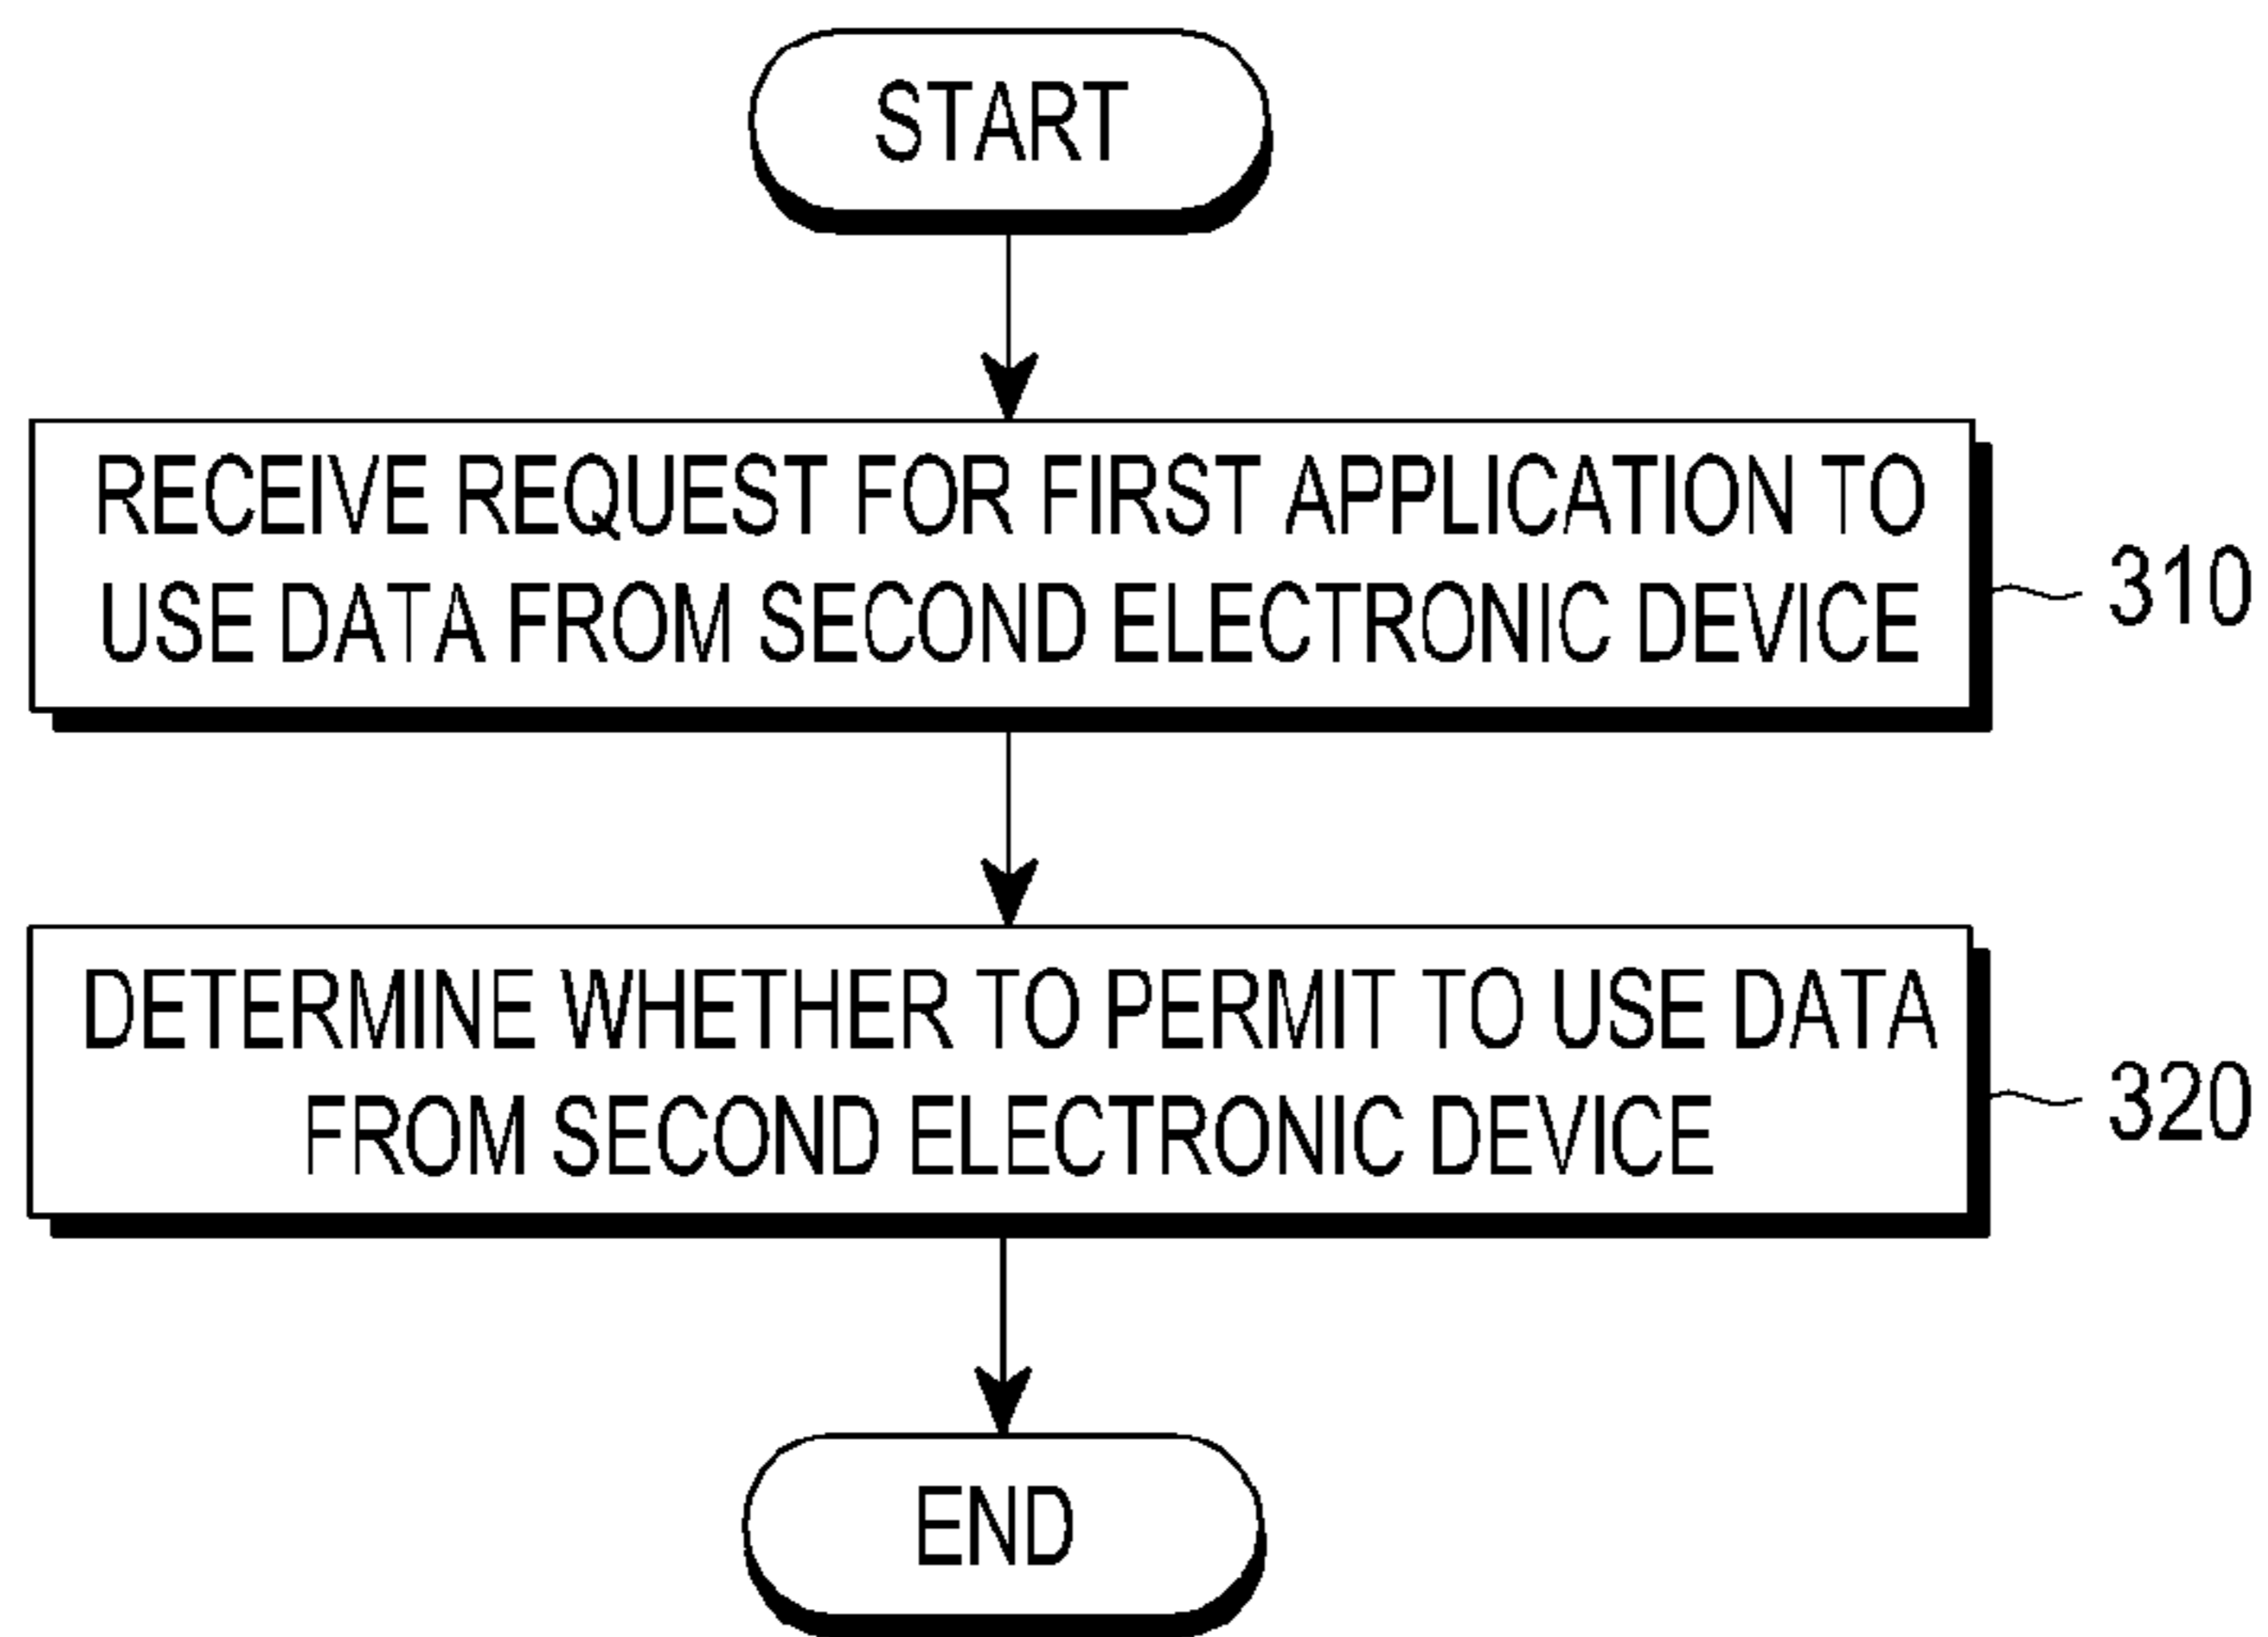 START
RECEIVE REQUEST FOR FIRST APPLICATION TO
USE DATA FROM SECOND ELECTRONIC DEVICE
310
DETERMINE WHETHER TO PERMIT TO USE DATA
FROM SECOND ELECTRONIC DEVICE
320
END